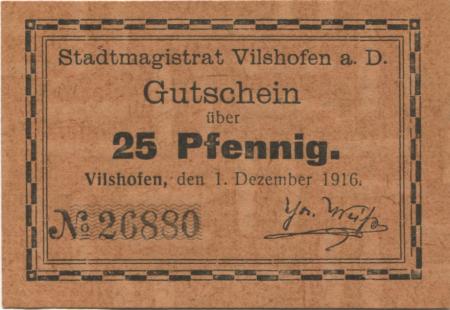 Stadtmagistrat Vilshofen a. D.
Gutschein
über
25 Pfennig.
Vilshofen, den 1. Dezember 1916.
No 26880